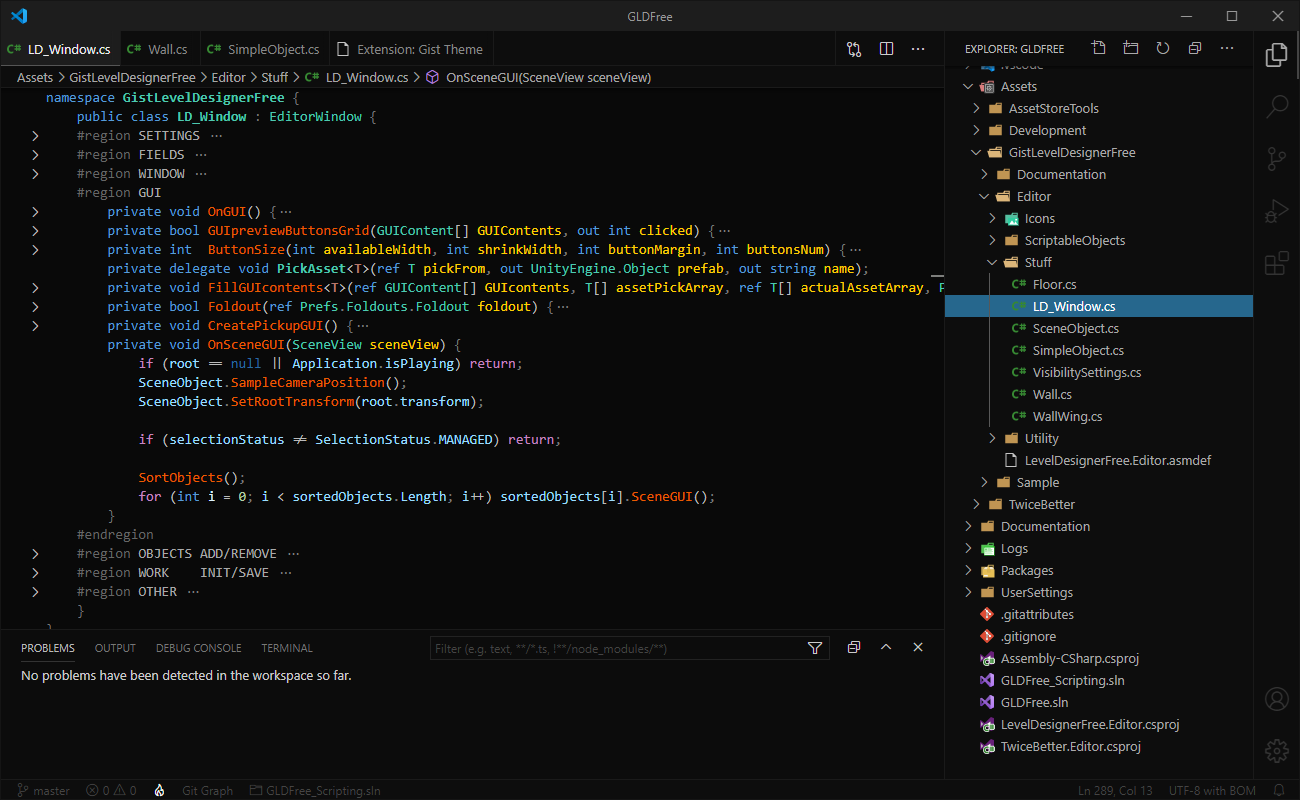 GLDFree
C# LD_Window.cs C# Wall.cs C# SimpleObject.cs Extension: Gist Theme
Assets > GistLevelDesignerFree > Editor > Stuff > C# LD_Window.cs > OnSceneGUI(SceneView sceneView)
namespace GistLevelDesignerFree {
public class LD_Window : EditorWindow {
#region SETTINGS ⋯
#region FIELDS ⋯
#region WINDOW ⋯
#region GUI
private void OnGUI() {⋯
private bool GUIpreviewButtonsGrid(GUIContent[] GUIContents, out int clicked) {⋯
private int  ButtonSize(int availableWidth, int shrinkWidth, int buttonMargin, int buttonsNum) {⋯
private delegate void PickAsset<T>(ref T pickFrom, out UnityEngine.Object prefab, out string name);
private void FillGUIcontents<T>(ref GUIContent[] GUIcontents, T[] assetPickArray, ref T[] actualAssetArray,
private bool Foldout(ref Prefs.Foldouts.Foldout foldout) {⋯
private void CreatePickupGUI() {⋯
private void OnSceneGUI(SceneView sceneView) {
if (root == null || Application.isPlaying) return;
SceneObject.SampleCameraPosition();
SceneObject.SetRootTransform(root.transform);
if (selectionStatus ≠ SelectionStatus.MANAGED) return;
SortObjects();
for (int i = 0; i < sortedObjects.Length; i++) sortedObjects[i].SceneGUI();
}
#endregion
#region OBJECTS ADD/REMOVE ⋯
#region WORK    INIT/SAVE ⋯
#region OTHER ⋯
}
PROBLEMS OUTPUT DEBUG CONSOLE TERMINAL Filter (e.g. text, **/*.ts, !**/node_modules/**)
No problems have been detected in the workspace so far.
EXPLORER: GLDFREE
.vscode
Assets
AssetStoreTools
Development
GistLevelDesignerFree
Documentation
Editor
Icons
ScriptableObjects
Stuff
C# Floor.cs
C# LD_Window.cs
C# SceneObject.cs
C# SimpleObject.cs
C# VisibilitySettings.cs
C# Wall.cs
C# WallWing.cs
Utility
LevelDesignerFree.Editor.asmdef
Sample
TwiceBetter
Documentation
Logs
Packages
UserSettings
.gitattributes
.gitignore
Assembly-CSharp.csproj
GLDFree_Scripting.sln
GLDFree.sln
LevelDesignerFree.Editor.csproj
TwiceBetter.Editor.csproj
master 0 0 Git Graph GLDFree_Scripting.sln Ln 289, Col 13 UTF-8 with BOM